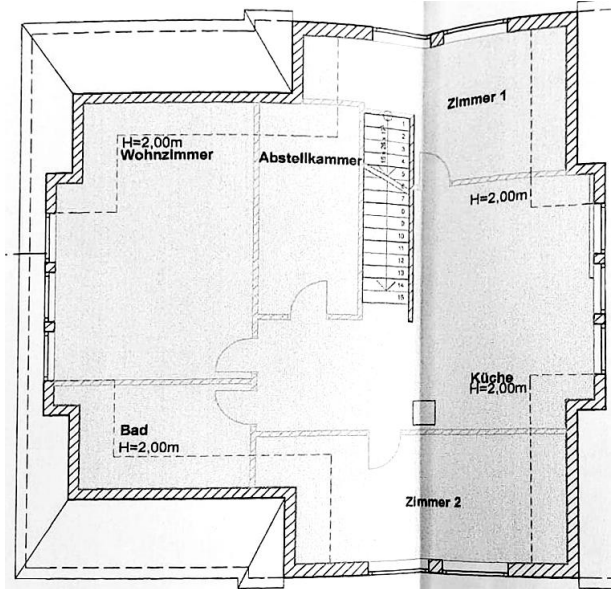 Zimmer 1
H=2,00m
Wohnzimmer
Abstellkammer
1
2
3
4
5
6
7
8
9
10
11
12
13
14
15
H=2,00m
Küche
H=2,00m
Bad
H=2,00m
Zimmer 2